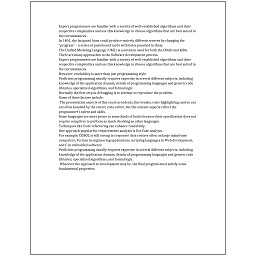 Expert programmers are familiar with a variety of well-established algorithms and their
respective complexities and use this knowledge to choose algorithms that are best suited to
the circumstances.
Expert programmers are familiar with a variety of well-established algorithms and their
respective complexities and use this knowledge to choose algorithms that are best suited to
the circumstances.
In 1801, the Jacquard loom could produce entirely different weaves by changing the
"program" - a series of pasteboard cards with holes punched in them.
The Unified Modeling Language (UML) is a notation used for both the OOAD and MDA.
There are many approaches to the Software development process.
However, readability is more than just programming style.
Proficient programming usually requires expertise in several different subjects, including
knowledge of the application domain, details of programming languages and generic code
libraries, specialized algorithms, and formal logic.
Normally the first step in debugging is to attempt to reproduce the problem.
Some of these factors include:
The presentation aspects of this (such as indents, line breaks, color highlighting, and so on)
are often handled by the source code editor, but the content aspects reflect the
programmer's talent and skills.
Some languages are more prone to some kinds of faults because their specification does not
require compilers to perform as much checking as other languages.
Techniques like Code refactoring can enhance readability.
One approach popular for requirements analysis is Use Case analysis.
For example, COBOL is still strong in corporate data centers often on large mainframe
computers, Fortran in engineering applications, scripting languages in Web development,
and C in embedded software.
Proficient programming usually requires expertise in several different subjects, including
knowledge of the application domain, details of programming languages and generic code
libraries, specialized algorithms, and formal logic.
Whatever the approach to development may be, the final program must satisfy some
fundamental properties.